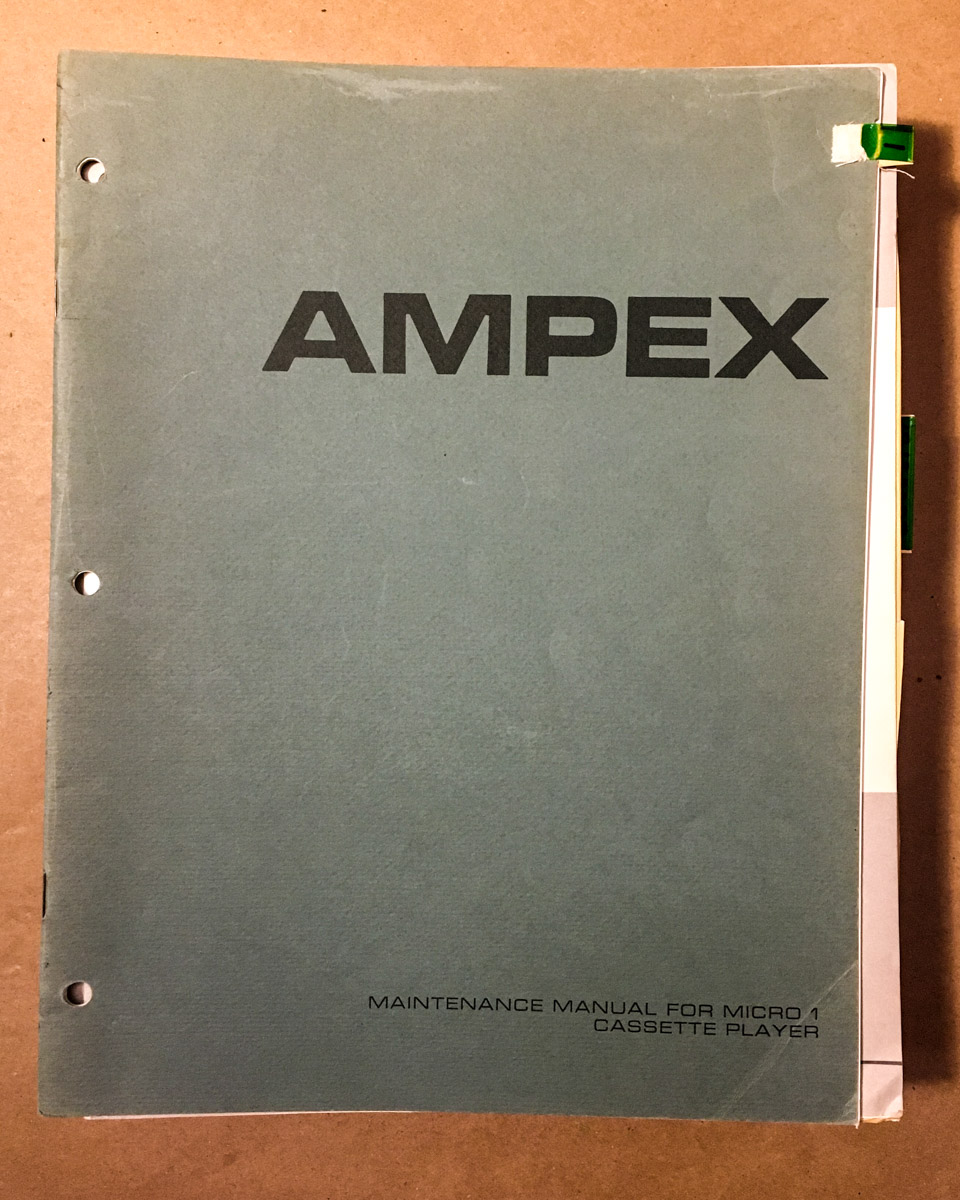 AMPEX
MAINTENANCE MANUAL FOR MICRO 1
CASSETTE PLAYER